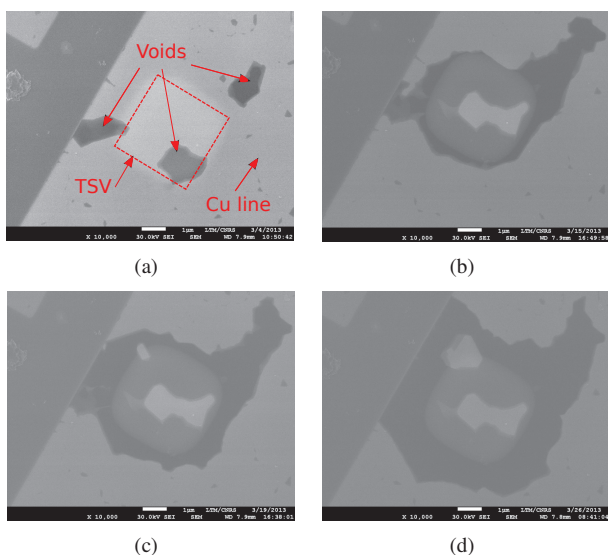 Voids
TSV
Cu line
1µm LTM/CNRS 3/4/2013
X 10,000 30.0kV SEI SEM WD 7.9mm 10:50:42
(a)
1µm LTM/CNRS 3/15/2013
X 10,000 30.0kV SEI SEM WD 7.9mm 16:49:58
(b)
1µm LTM/CNRS 3/19/2013
X 10,000 30.0kV SEI SEM WD 7.9mm 16:38:01
(c)
1µm LTM/CNRS 3/26/2013
X 10,000 30.0kV SEI SEM WD 7.8mm 08:41:04
(d)